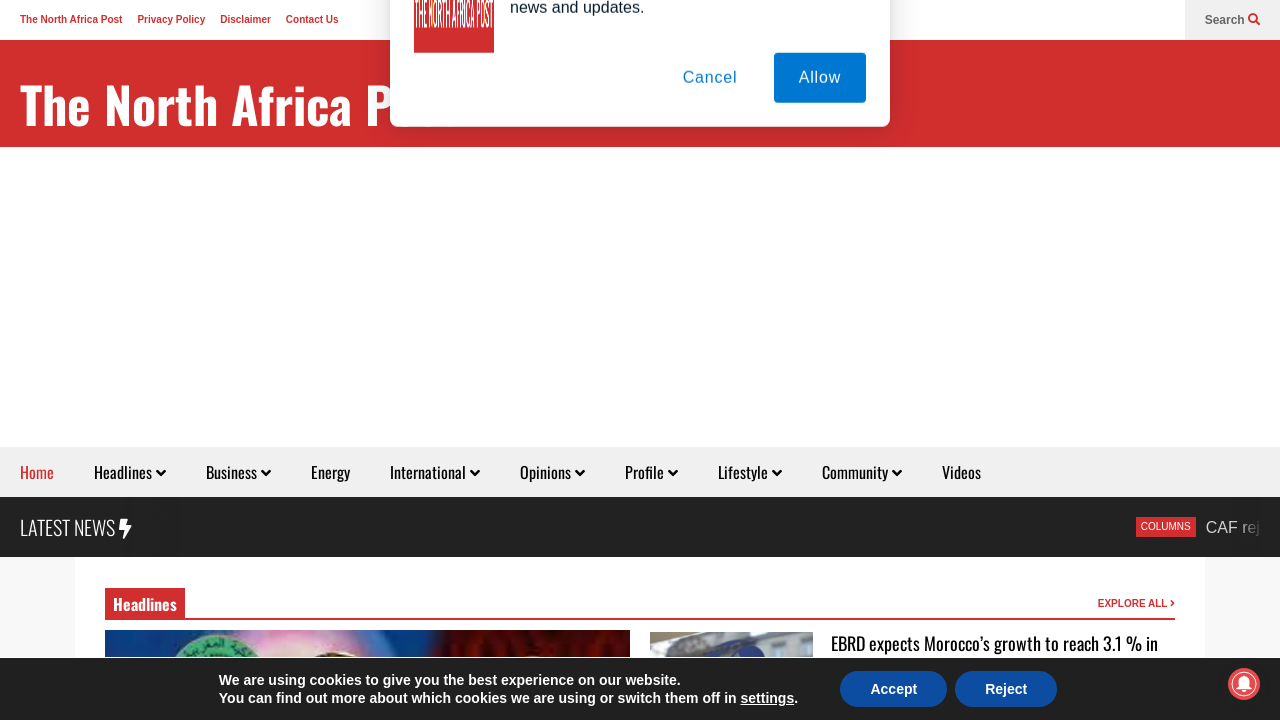 The North Africa Post
Privacy Policy
Disclaimer
Contact Us
Search
news and updates.
THE NORTH AFRICA POST
Cancel
Allow
The North Africa
Home
Headlines
Business
Energy
International
Opinions
Profile
Lifestyle
Community
Videos
LATEST NEWS
COLUMNS
CAF rej
Headlines
EXPLORE ALL
EBRD expects Morocco’s growth to reach 3.1 % in
We are using cookies to give you the best experience on our website.
You can find out more about which cookies we are using or switch them off in settings.
Accept
Reject